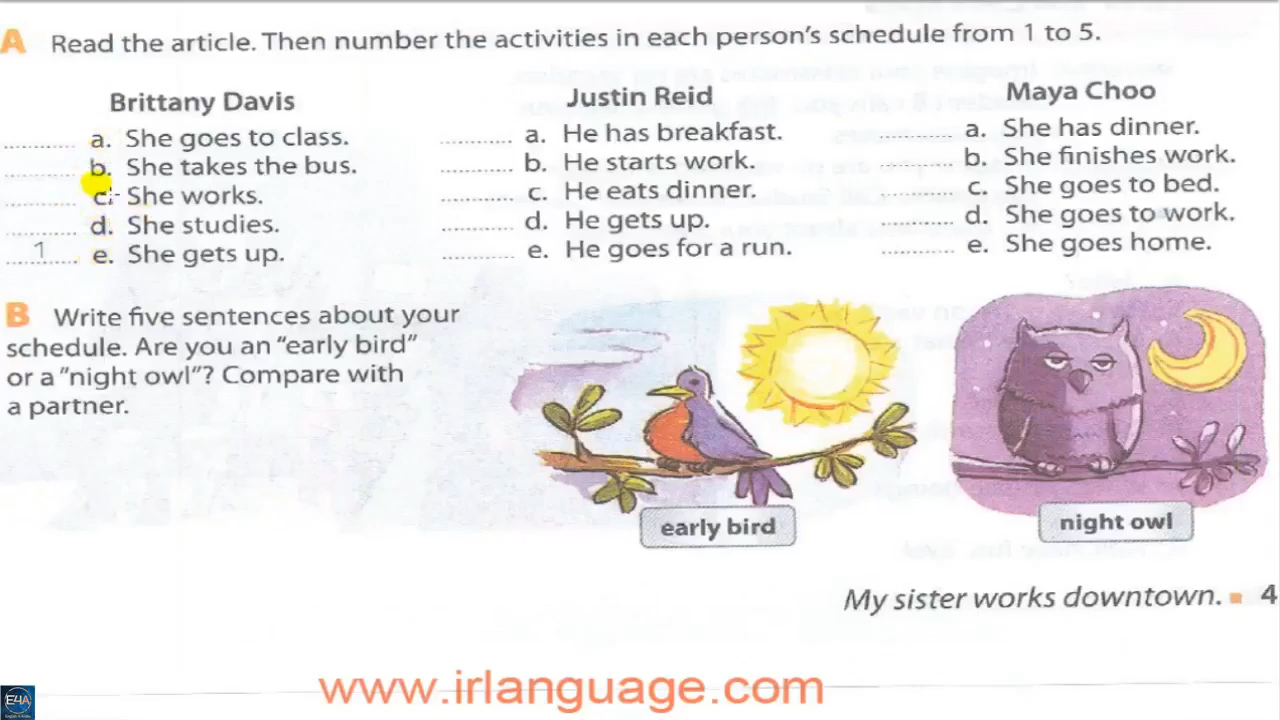 A Read the article. Then number the activities in each person's schedule from 1 to 5.
Brittany Davis
.......... a. She goes to class.
.......... b. She takes the bus.
.......... c. She works.
.......... d. She studies.
1 e. She gets up.
Justin Reid
.......... a. He has breakfast.
.......... b. He starts work.
.......... c. He eats dinner.
.......... d. He gets up.
.......... e. He goes for a run.
Maya Choo
a. She has dinner.
b. She finishes work.
c. She goes to bed.
.......... d. She goes to work.
.......... e. She goes home.
B Write five sentences about your
schedule. Are you an "early bird"
or a "night owl"? Compare with
a partner.
early bird
night owl
My sister works downtown. ▪ 4
www.irlanguage.com
E4A